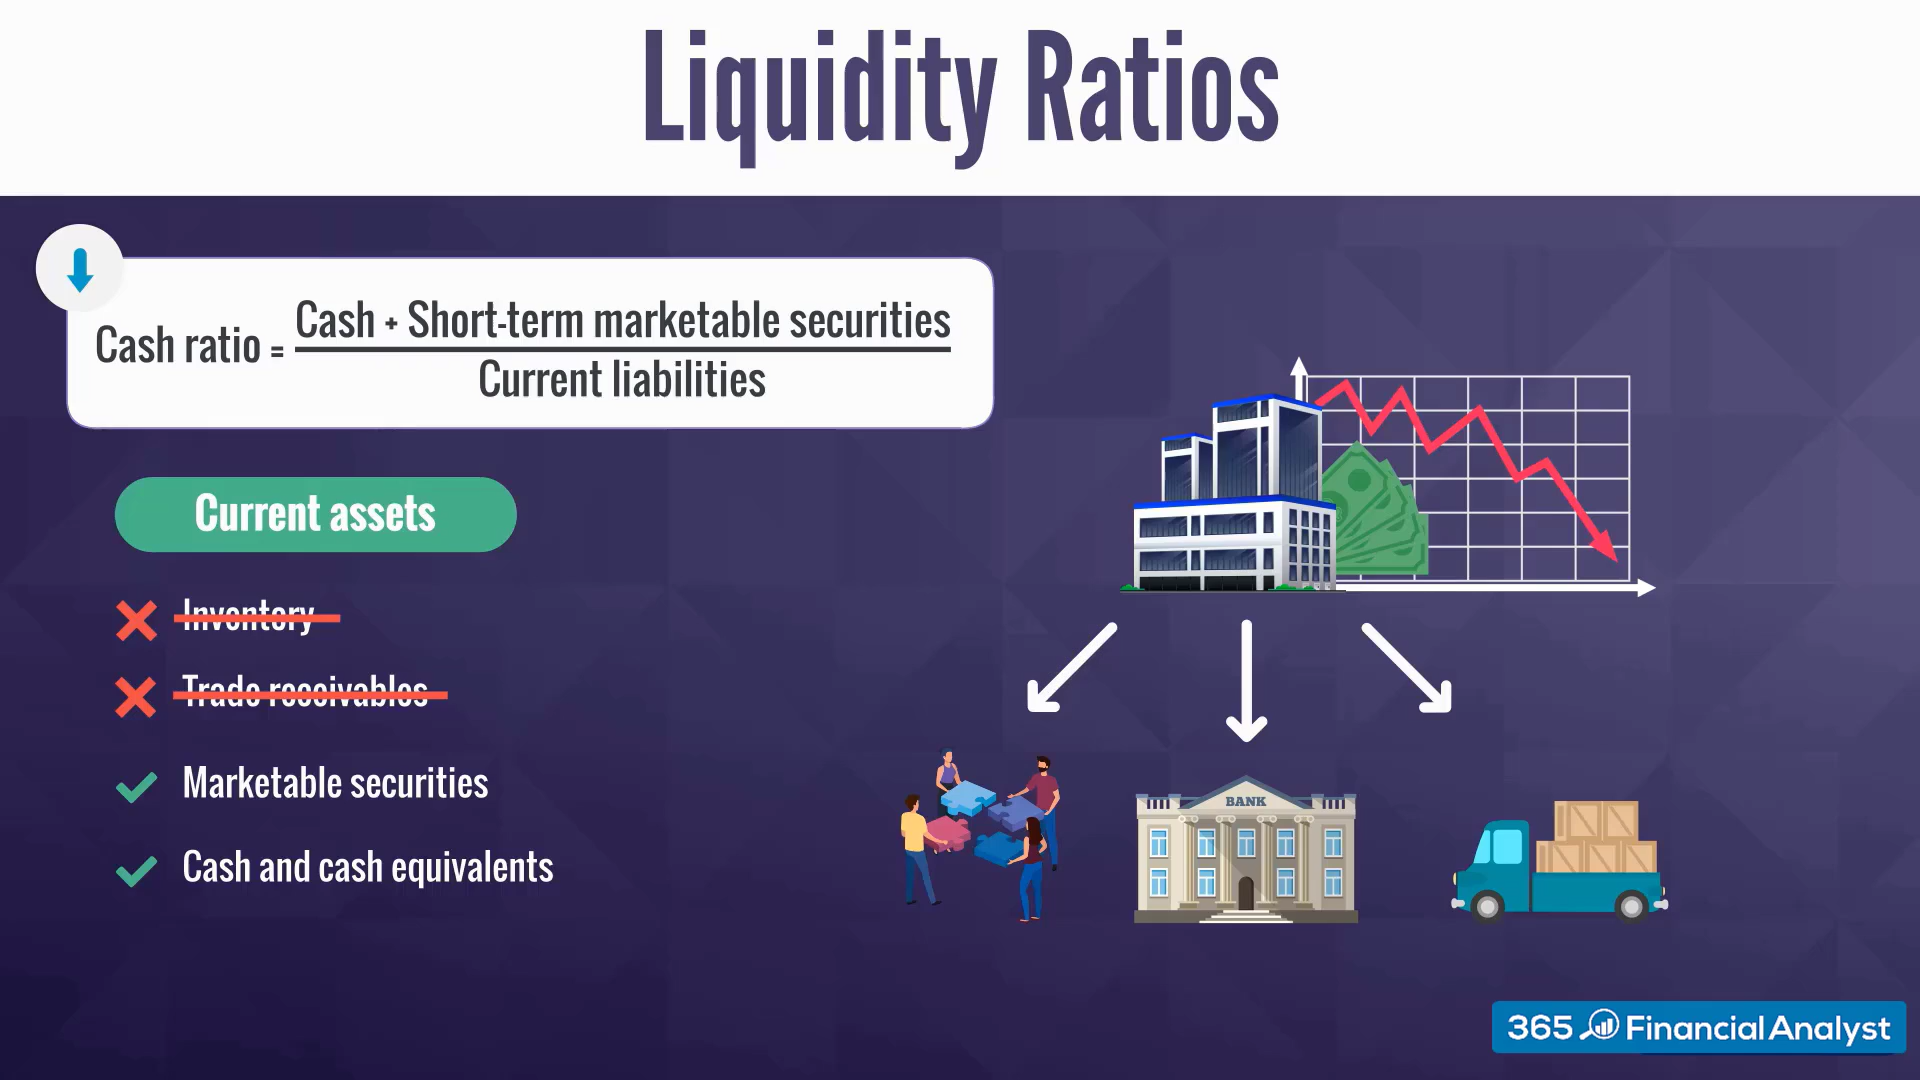 Liquidity Ratios
Cash ratio = Cash + Short-term marketable securities
Current liabilities
Current assets
Inventory
Trade receivables
Marketable securities
Cash and cash equivalents
BANK
365 Financial Analyst